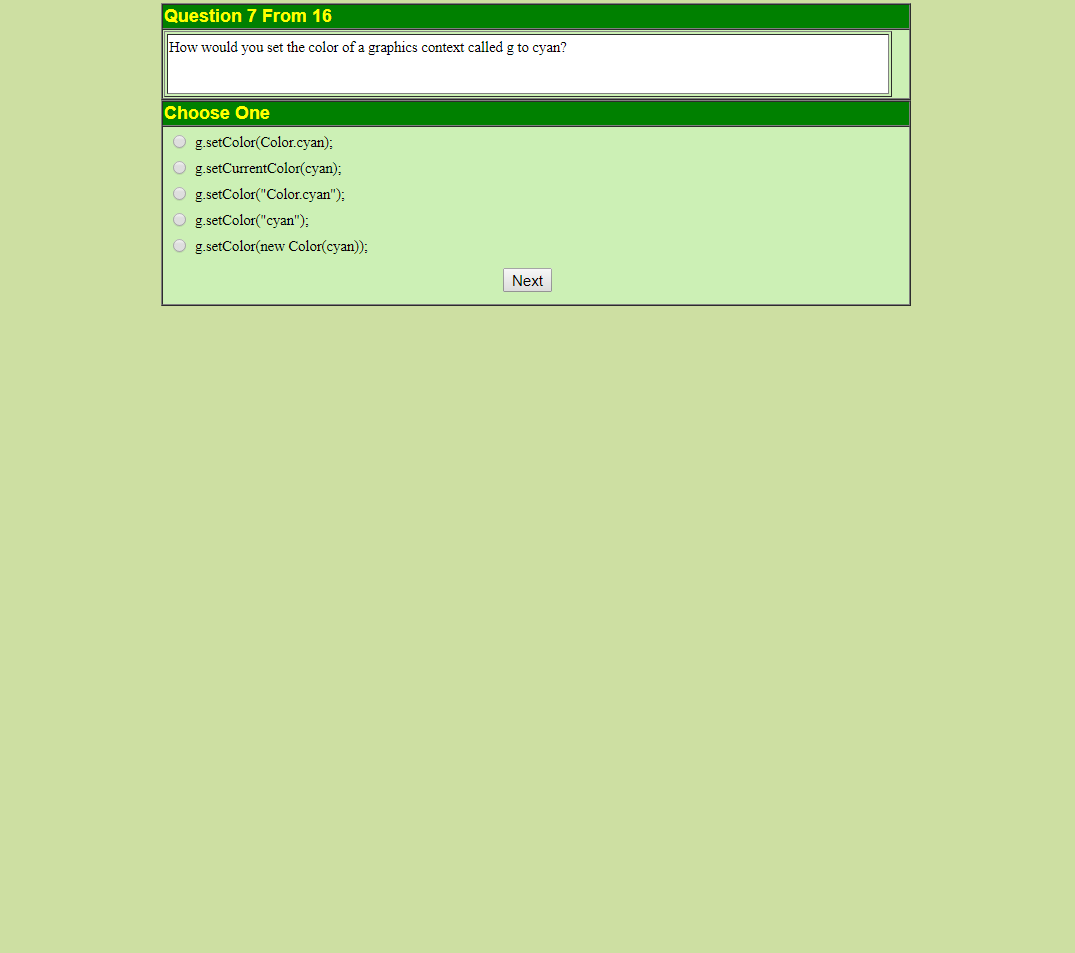 Question 7 From 16
How would you set the color of a graphics context called g to cyan?
Choose One
g.setColor(Color.cyan);
g.setCurrentColor(cyan);
g.setColor("Color.cyan");
g.setColor("cyan");
g.setColor(new Color(cyan));
Next